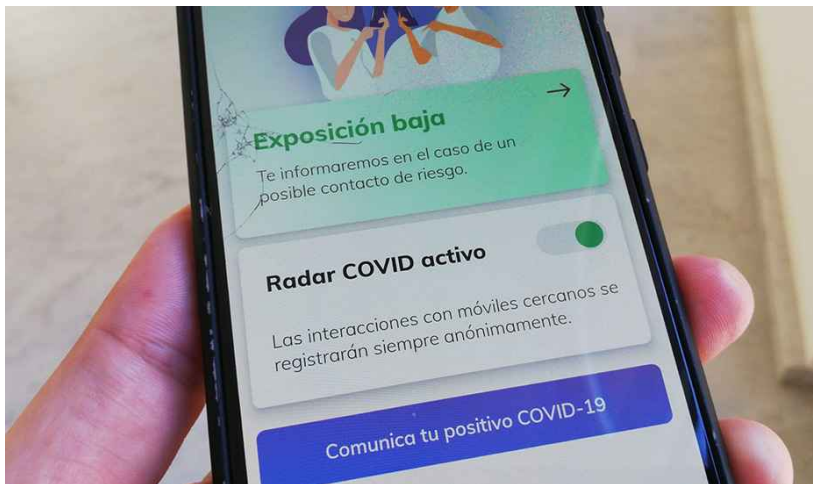 Exposición baja
Te informaremos en el caso de un
posible contacto de riesgo.
Radar COVID activo
Las interacciones con móviles cercanos se
registrarán siempre anónimamente.
Comunica tu positivo COVID-19